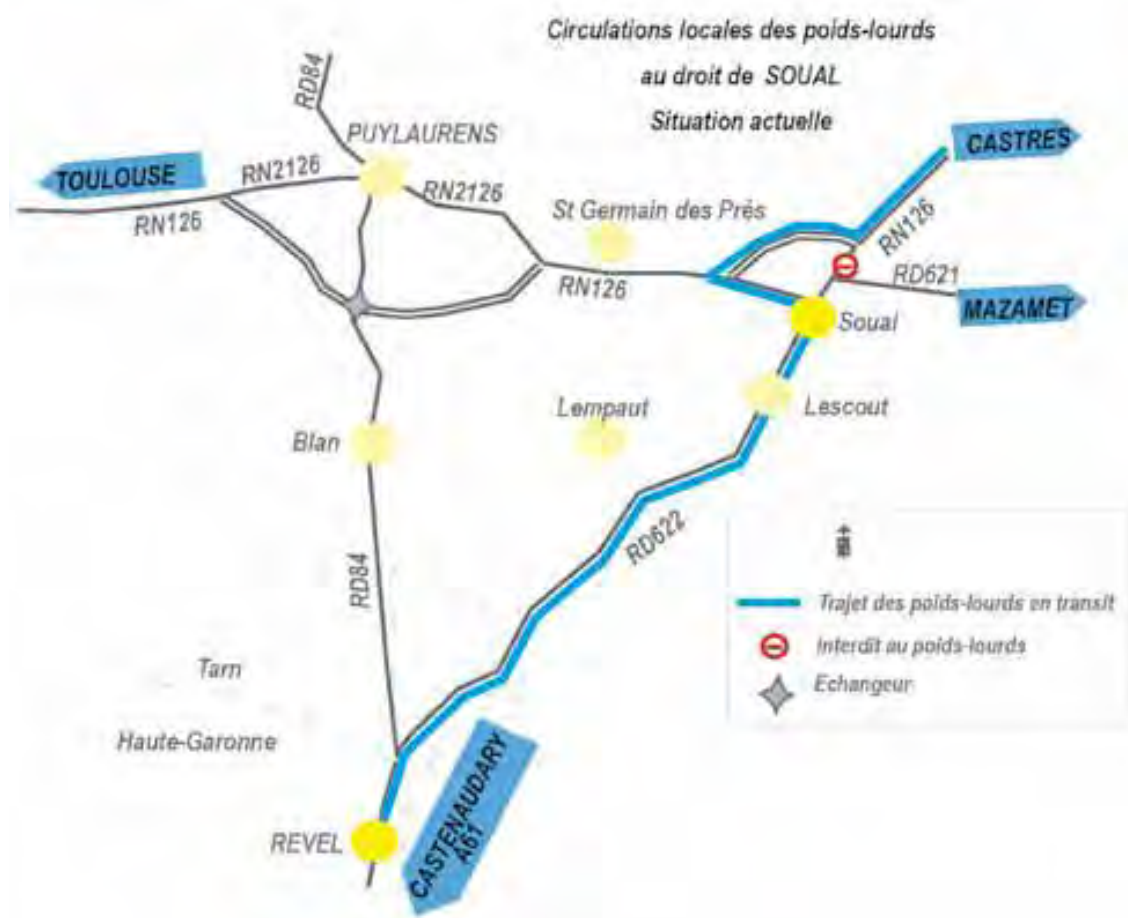 Circulations locales des poids-lourds
au droit de SOUAL
Situation actuelle
RD84
PUYLAURENS
CASTRES
TOULOUSE
RN2126
RN2126
St Germain des Prés
RN126
RN126
RN126
RD621
MAZAMET
Soual
Lempaut
Lescout
Blan
RD622
RD84
Trajet des poids-lourds en transit
Interdit au poids-lourds
Echangeur
Tarn
Haute-Garonne
CASTENAUDARY
A61
REVEL